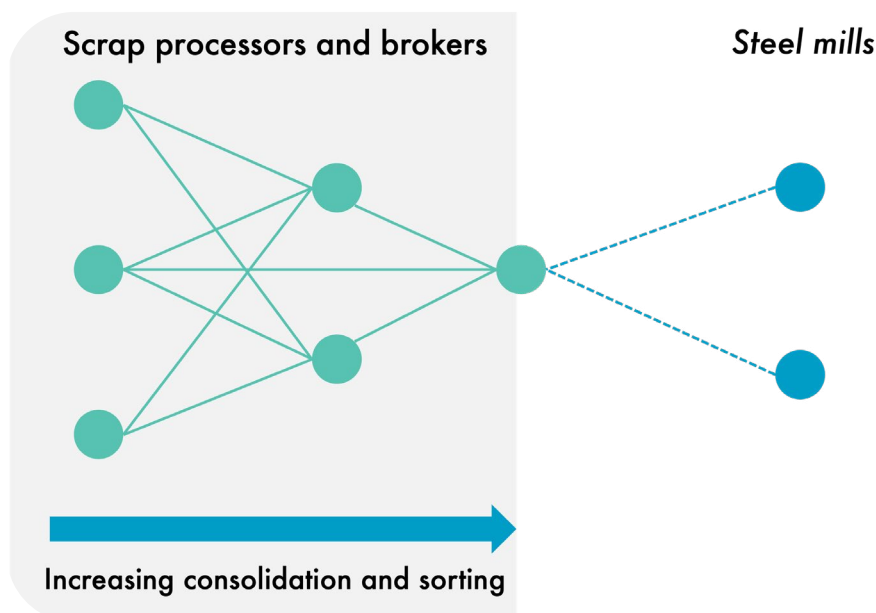 Scrap processors and brokers
Steel mills
Increasing consolidation and sorting